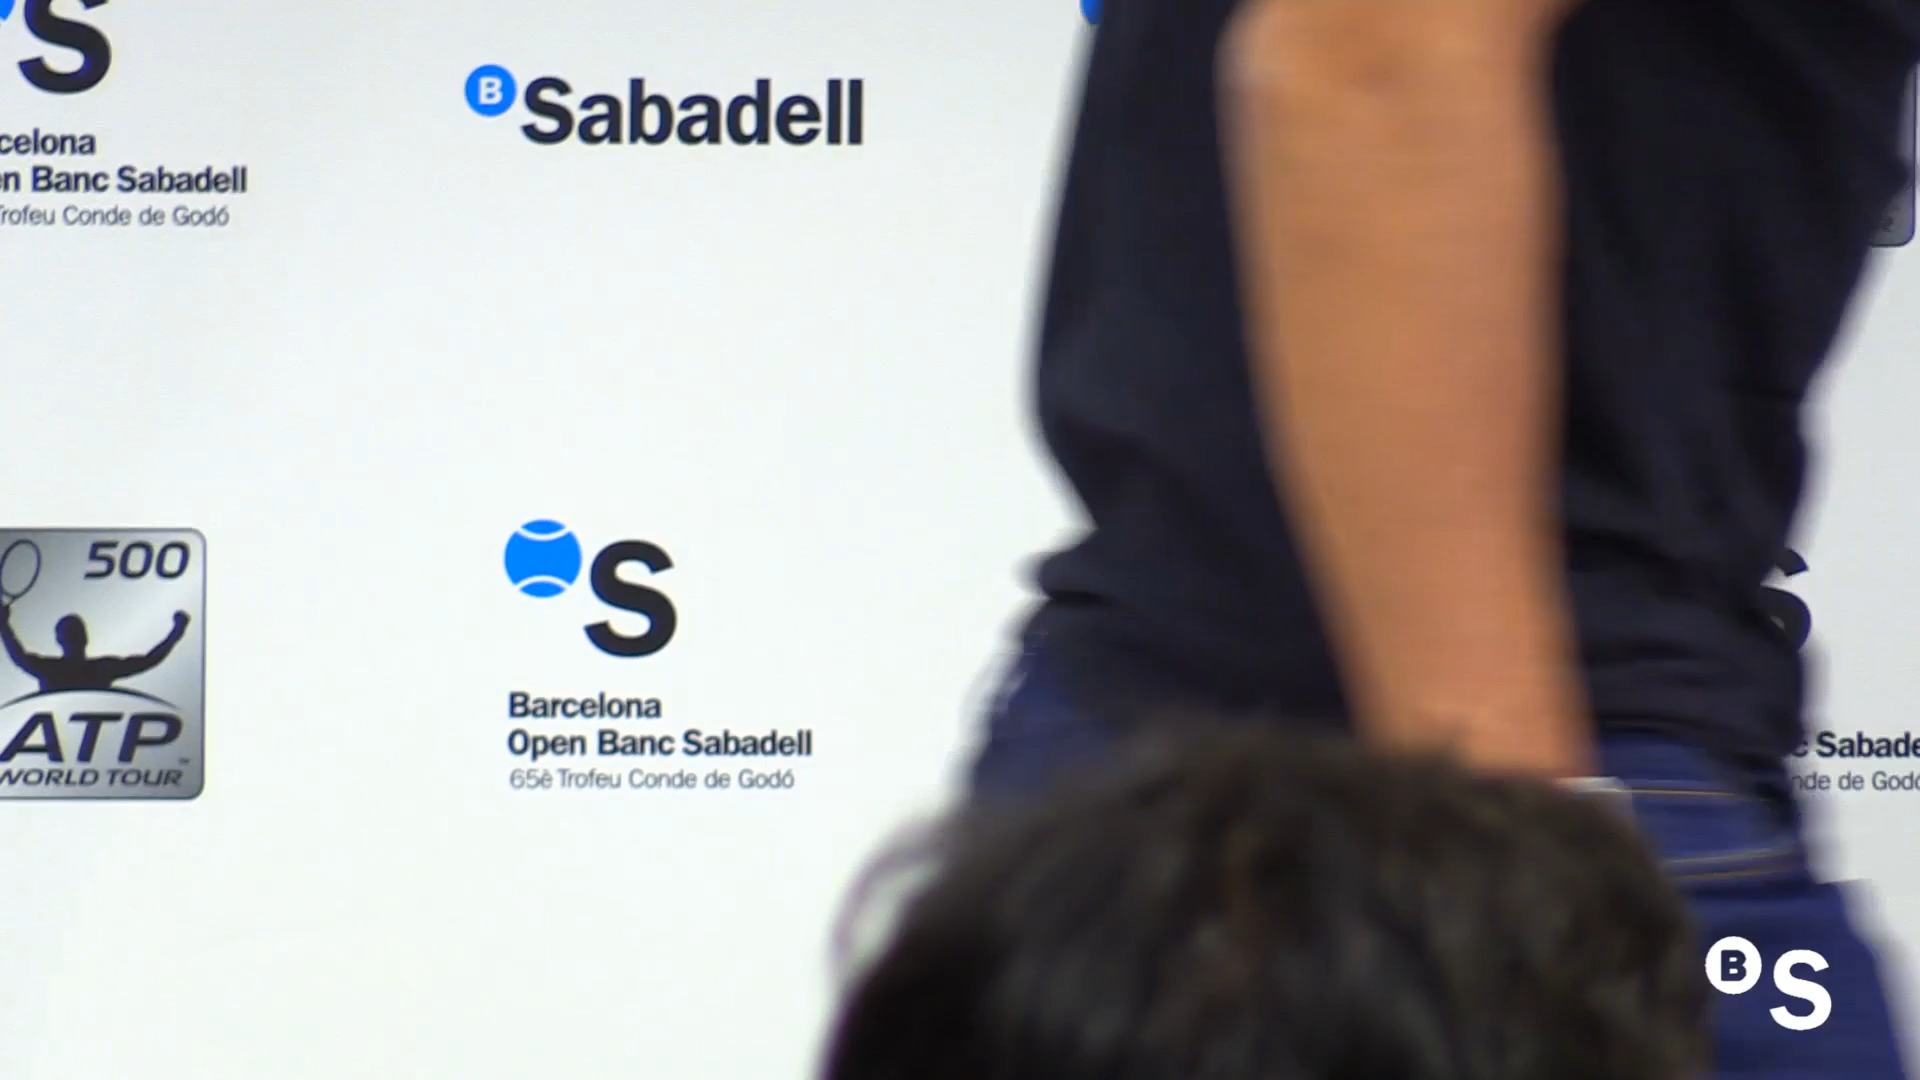 S
celona
n Banc Sabadell
Trofeu Conde de Godó
B Sabadell
500
ATP
WORLD TOUR
S
Barcelona
Open Banc Sabadell
65è Trofeu Conde de Godó
S
Sabade
nde de Godó
B S